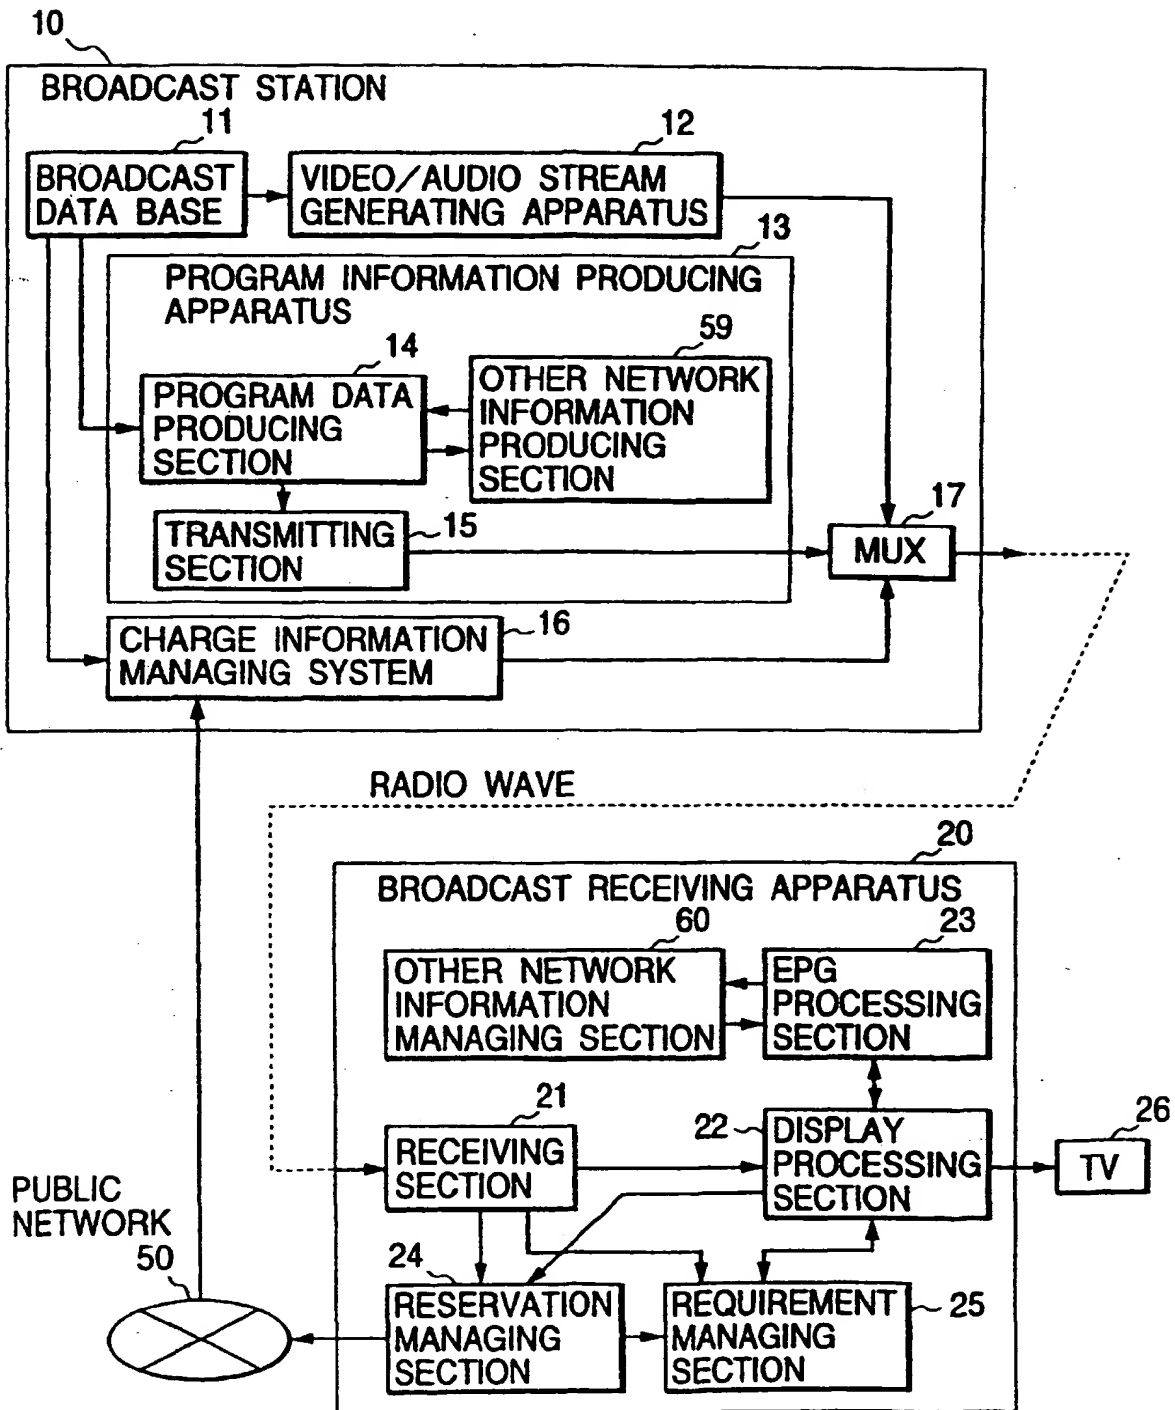 10
BROADCAST STATION
11
12
BROADCAST
DATA BASE
VIDEO/AUDIO STREAM
GENERATING APPARATUS
13
PROGRAM INFORMATION PRODUCING
APPARATUS
14
59
PROGRAM DATA
PRODUCING
SECTION
OTHER NETWORK
INFORMATION
PRODUCING
SECTION
TRANSMITTING
SECTION
15
17
MUX
CHARGE INFORMATION
MANAGING SYSTEM
16
RADIO WAVE
20
BROADCAST RECEIVING APPARATUS
60
23
OTHER NETWORK
INFORMATION
MANAGING SECTION
EPG
PROCESSING
SECTION
21
RECEIVING
SECTION
22
DISPLAY
PROCESSING
SECTION
26
TV
PUBLIC
NETWORK
50
24
RESERVATION
MANAGING
SECTION
REQUIREMENT
MANAGING
SECTION
25